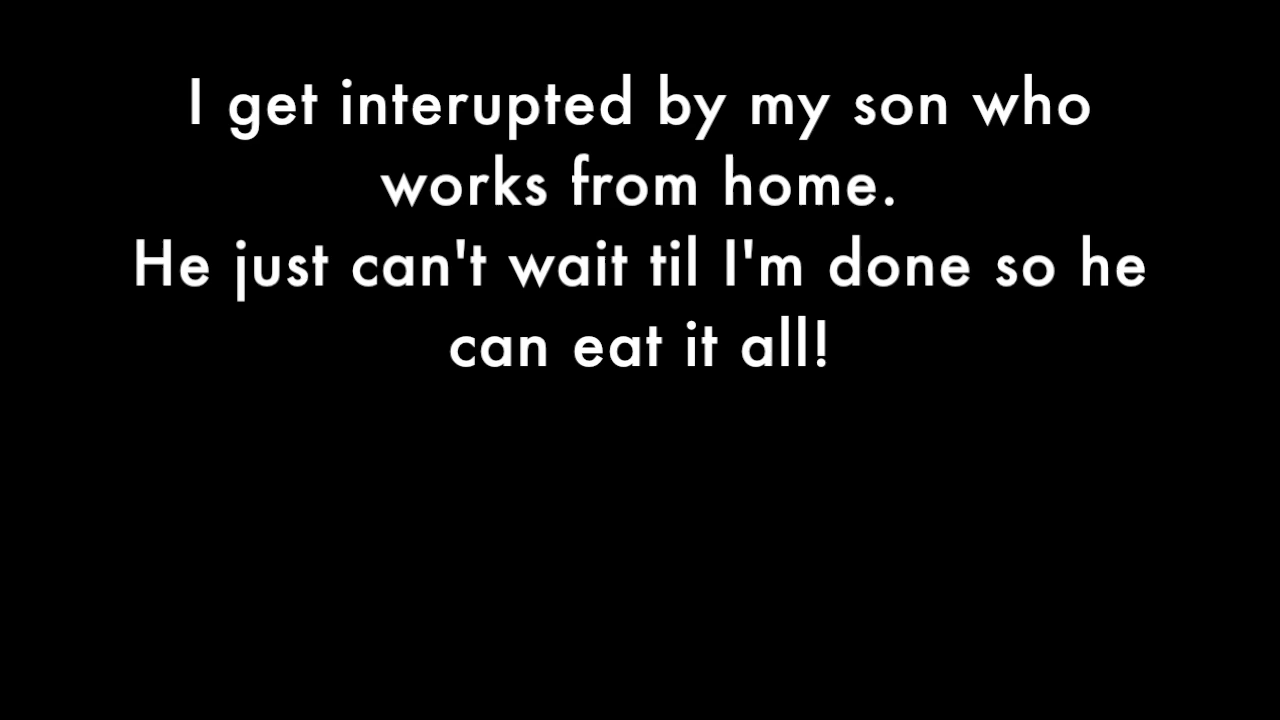 I get interupted by my son who
works from home.
He just can't wait til I'm done so he
can eat it all!